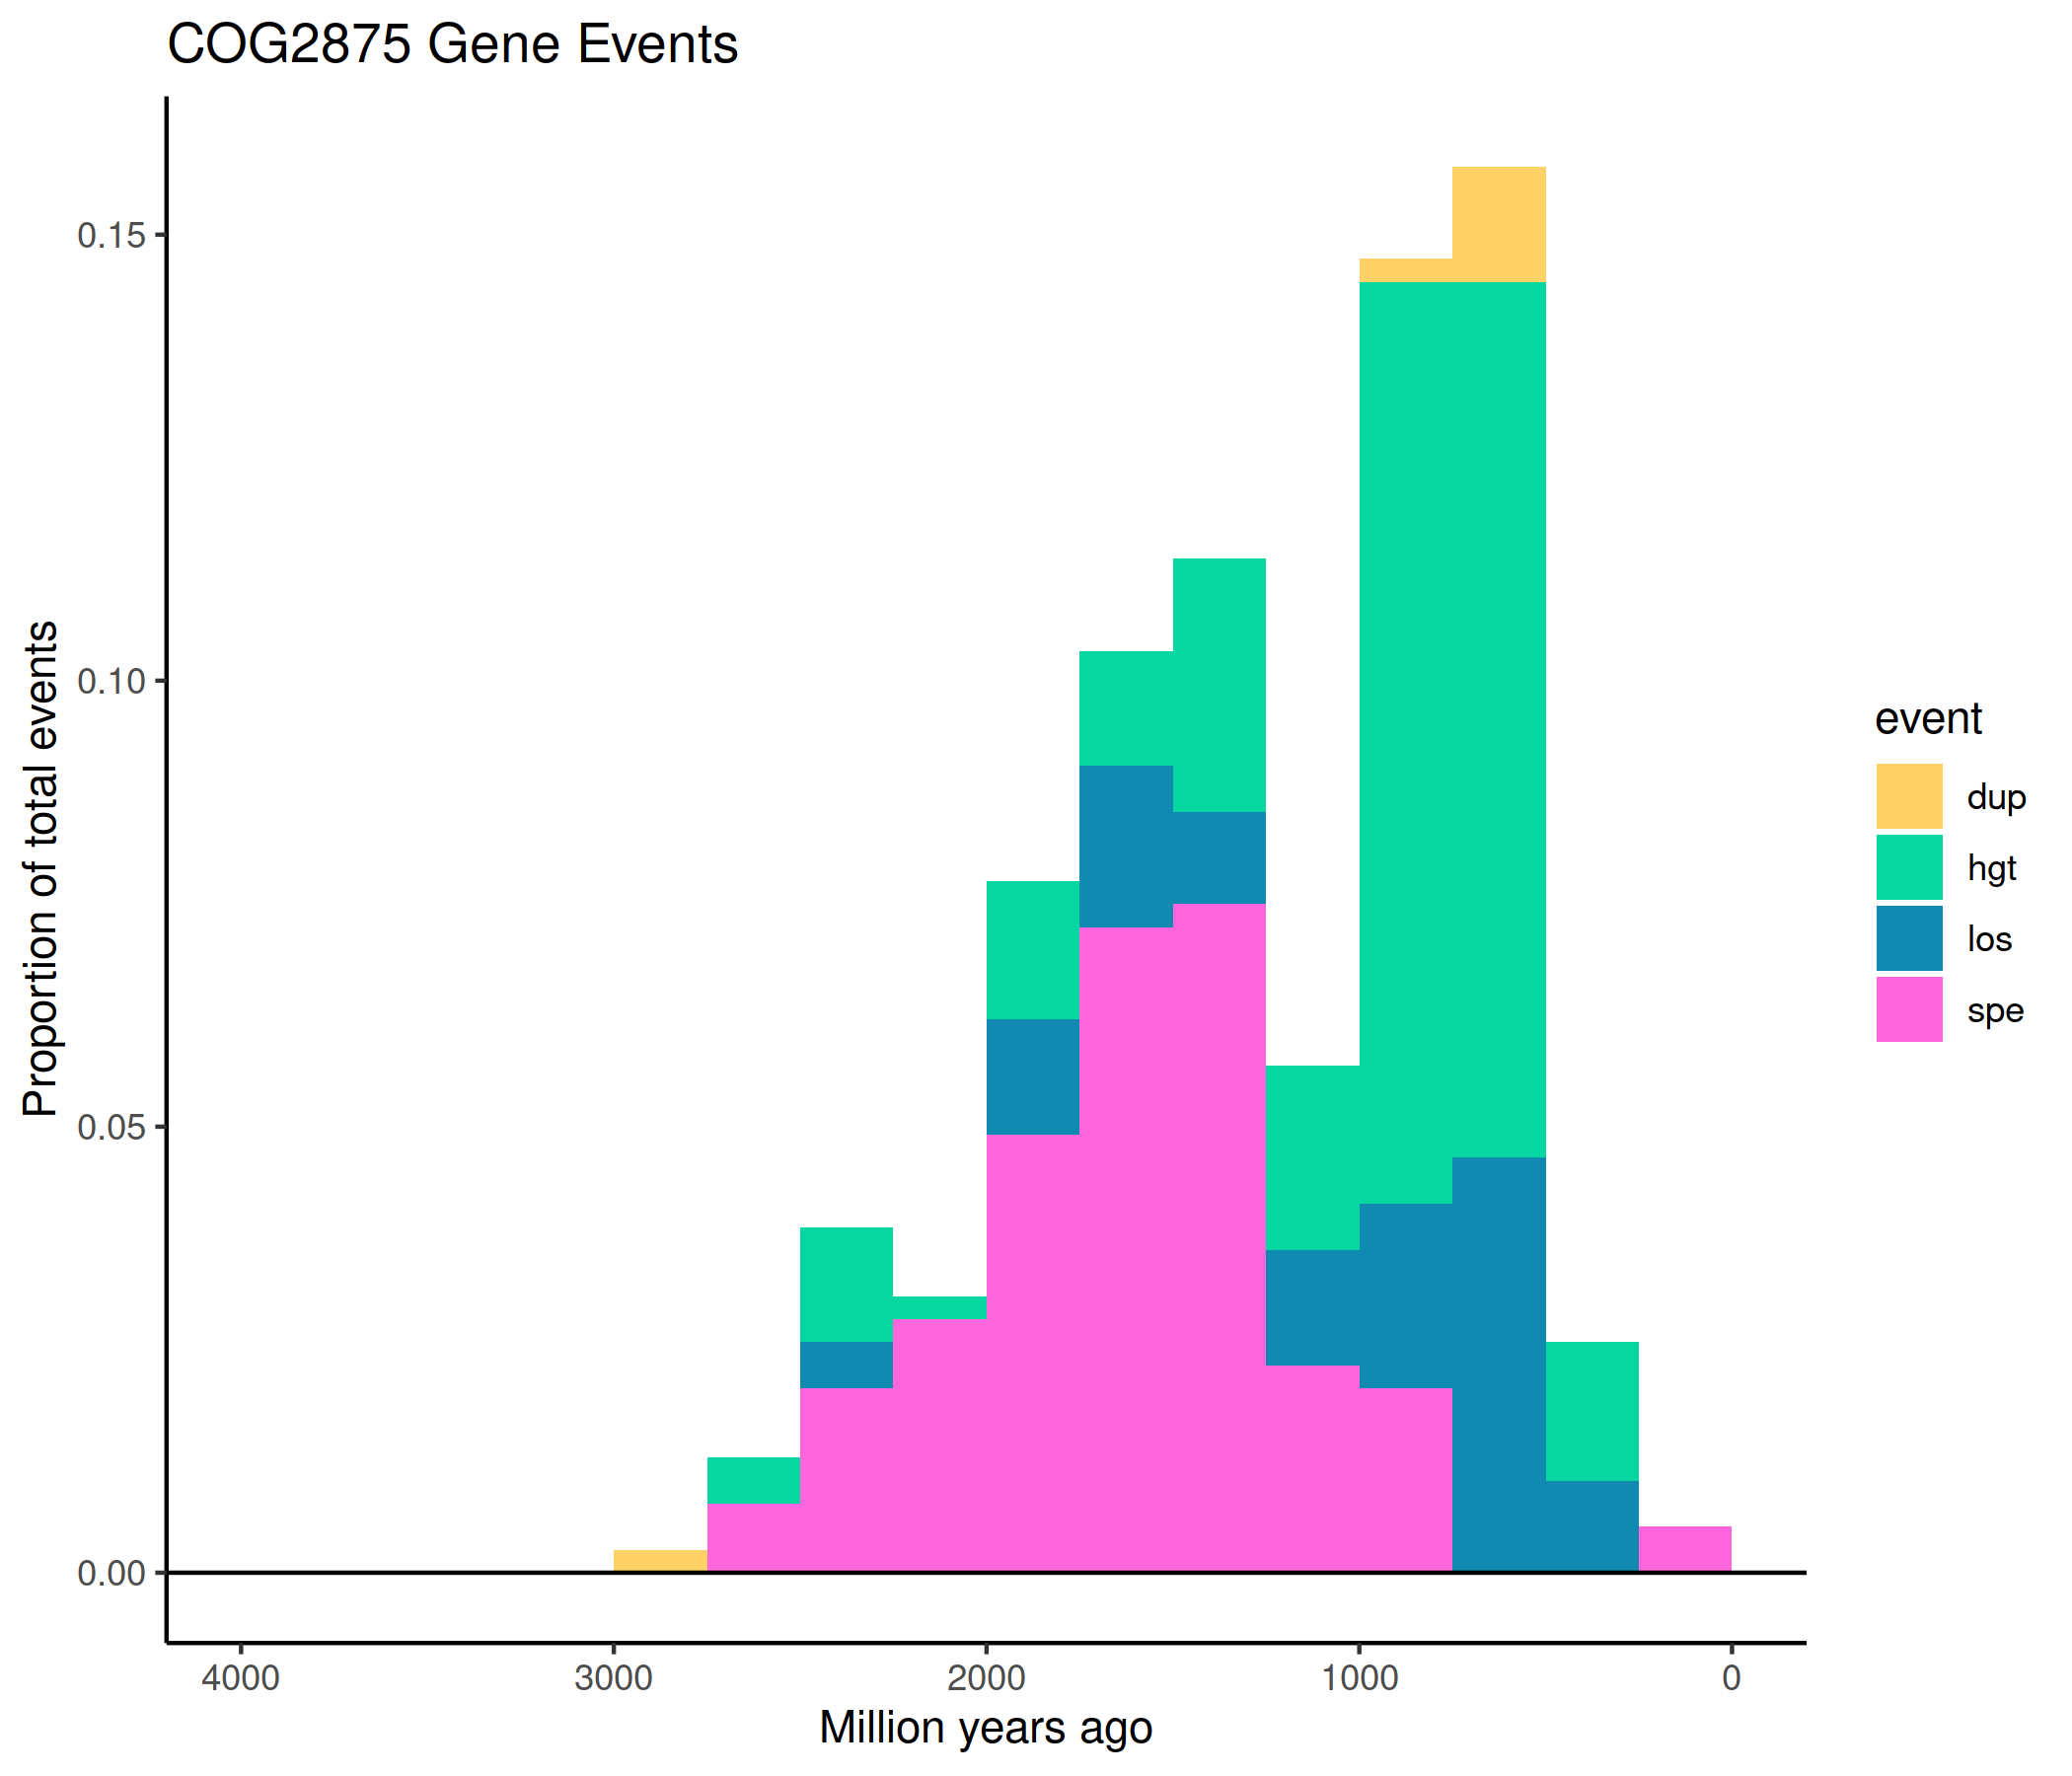 COG2875 Gene Events
Proportion of total events
0.15
0.10
0.05
0.00
4000 3000 2000 1000 0
Million years ago
event
dup
hgt
los
spe